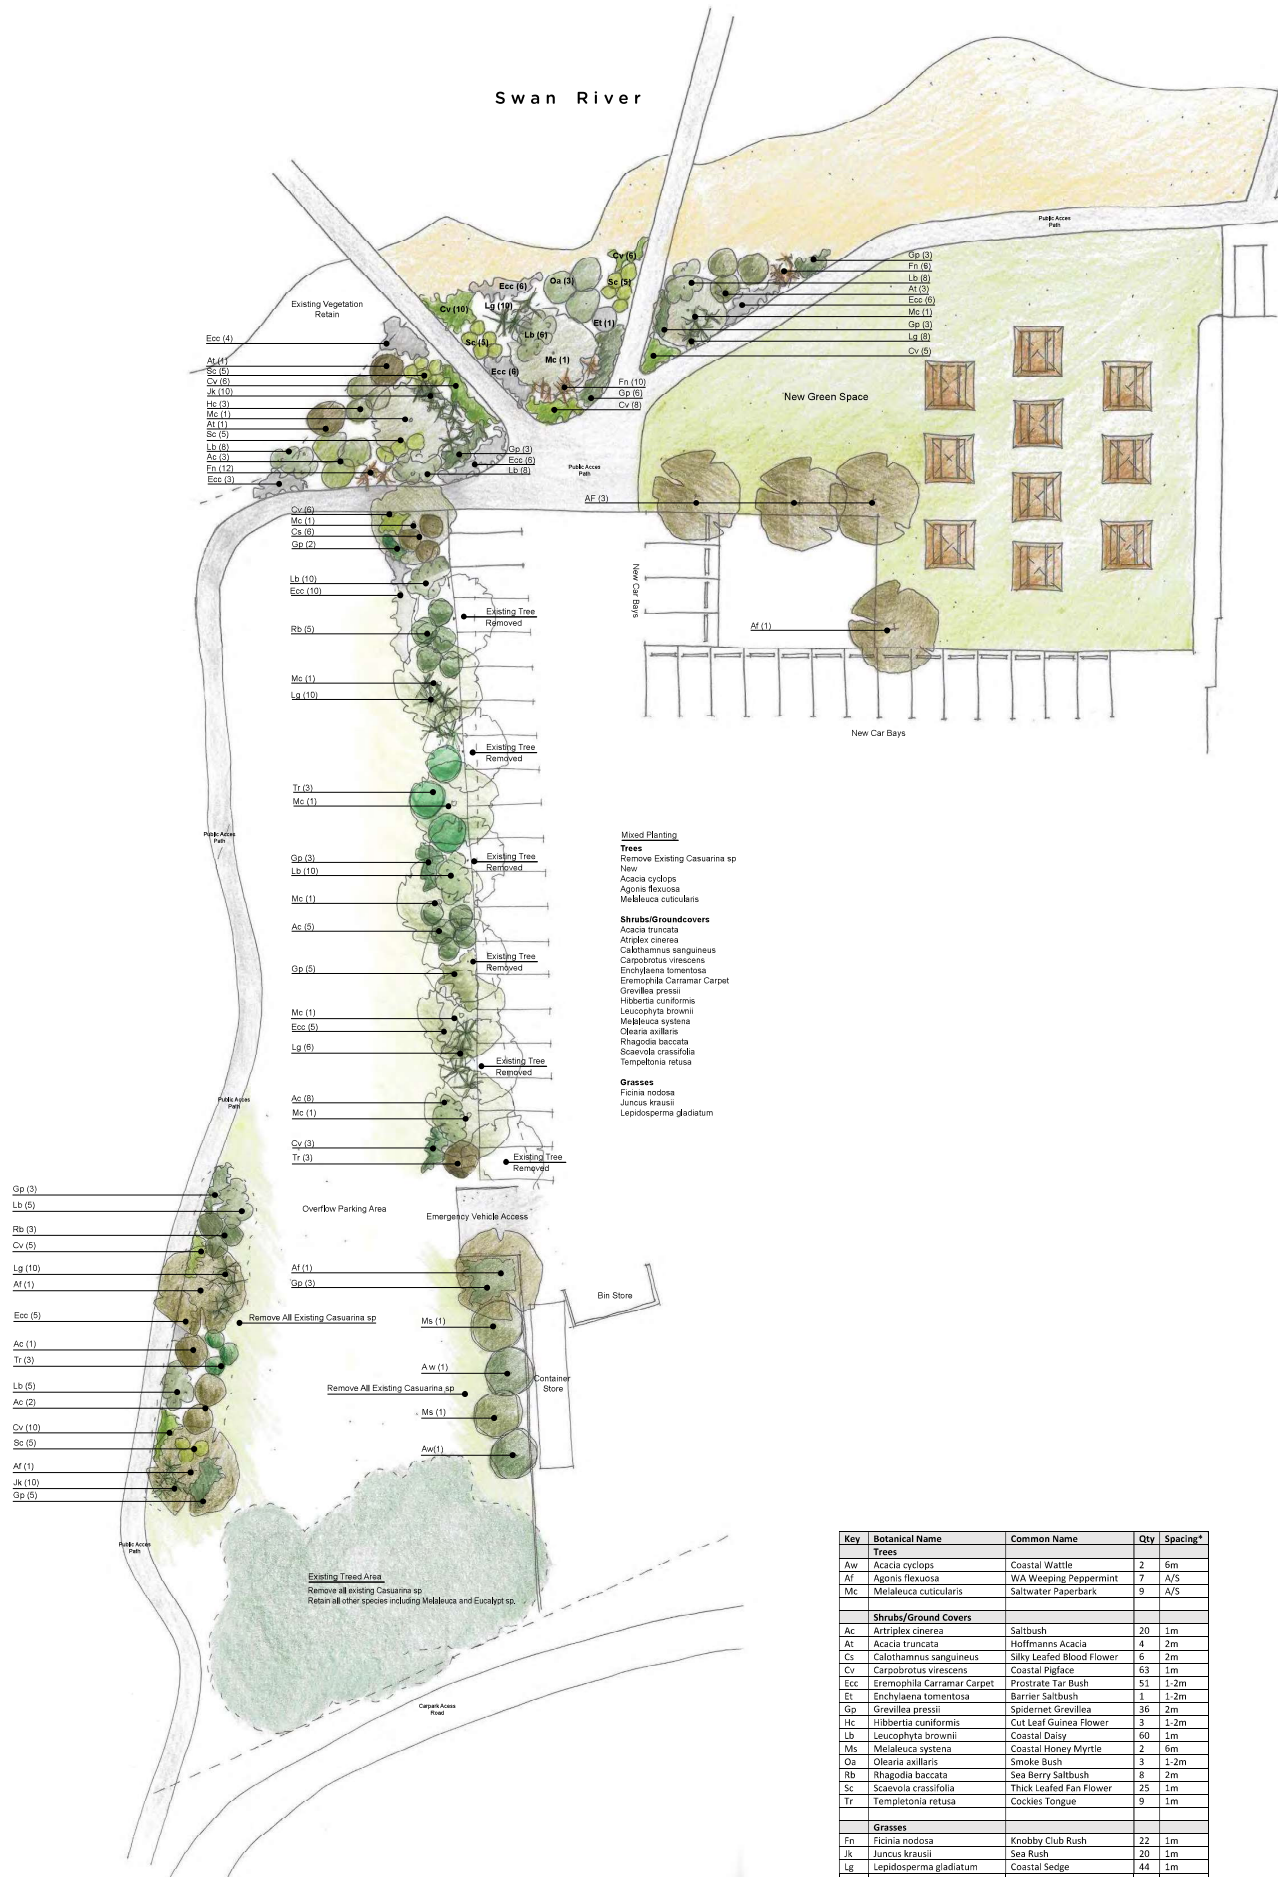 Swan River
Public Acces
Path
Existing Vegetation
Retain
Ecc (6)
Oa (3)
Cv (6)
Sc (5)
Cv (10)
Lg (10)
Et (1)
Lb (6)
Sc (5)
Mc (1)
Ecc (6)
Fn (10)
Gp (6)
Cv (8)
Gp (3)
Fn (6)
Lb (8)
At (3)
Ecc (6)
Mc (1)
Gp (3)
Lg (8)
Cv (5)
Ecc (4)
At (1)
Sc (5)
Cv (6)
Jk (10)
Hc (3)
Mc (1)
At (1)
Sc (5)
Lb (8)
Ac (3)
Fn (12)
Ecc (3)
Gp (3)
Ecc (6)
Lb (8)
Public Acces
Path
New Green Space
AF (3)
Af (1)
New Car Bays
New Car Bays
Cv (6)
Mc (1)
Cs (6)
Gp (2)
Lb (10)
Ecc (10)
Existing Tree
Removed
Rb (5)
Mc (1)
Lg (10)
Existing Tree
Removed
Tr (3)
Mc (1)
Public Acces
Path
Gp (3)
Lb (10)
Existing Tree
Removed
Mc (1)
Ac (5)
Existing Tree
Removed
Gp (5)
Mc (1)
Ecc (5)
Lg (6)
Existing Tree
Removed
Ac (8)
Mc (1)
Cv (3)
Tr (3)
Existing Tree
Removed
Public Acces
Path
Mixed Planting
Trees
Remove Existing Casuarina sp
New
Acacia cyclops
Agonis flexuosa
Melaleuca cuticularis
Shrubs/Groundcovers
Acacia truncata
Atriplex cinerea
Calothamnus sanguineus
Carpobrotus virescens
Enchylaena tomentosa
Eremophila Carramar Carpet
Grevillea pressii
Hibbertia cuniformis
Leucophyta brownii
Melaleuca systena
Olearia axillaris
Rhagodia baccata
Scaevola crassifolia
Tempeltonia retusa
Grasses
Ficinia nodosa
Juncus krausii
Lepidosperma gladiatum
Gp (3)
Lb (5)
Rb (3)
Cv (5)
Lg (10)
Af (1)
Ecc (5)
Ac (1)
Tr (3)
Lb (5)
Ac (2)
Cv (10)
Sc (5)
Af (1)
Jk (10)
Gp (5)
Overflow Parking Area
Emergency Vehicle Access
Af (1)
Gp (3)
Remove All Existing Casuarina sp
Bin Store
Ms (1)
Aw (1)
Container
Store
Remove All Existing Casuarina sp
Ms (1)
Aw(1)
Public Acces
Path
Existing Treed Area
Remove all existing Casuarina sp
Retain all other species including Melaleuca and Eucalypt sp.
Carpark Acess
Road
Key Botanical Name Common Name Qty Spacing*
Trees
Aw Acacia cyclops Coastal Wattle 2 6m
Af Agonis flexuosa WA Weeping Peppermint 7 A/S
Mc Melaleuca cuticularis Saltwater Paperbark 9 A/S
Shrubs/Ground Covers
Ac Artriplex cinerea Saltbush 20 1m
At Acacia truncata Hoffmanns Acacia 4 2m
Cs Calothamnus sanguineus Silky Leafed Blood Flower 6 2m
Cv Carpobrotus virescens Coastal Pigface 63 1m
Ecc Eremophila Carramar Carpet Prostrate Tar Bush 51 1-2m
Et Enchylaena tomentosa Barrier Saltbush 1 1-2m
Gp Grevillea pressii Spidernet Grevillea 36 2m
Hc Hibbertia cuniformis Cut Leaf Guinea Flower 3 1-2m
Lb Leucophyta brownii Coastal Daisy 60 1m
Ms Melaleuca systena Coastal Honey Myrtle 2 6m
Oa Olearia axillaris Smoke Bush 3 1-2m
Rb Rhagodia baccata Sea Berry Saltbush 8 2m
Sc Scaevola crassifolia Thick Leafed Fan Flower 25 1m
Tr Templetonia retusa Cockies Tongue 9 1m
Grasses
Fn Ficinia nodosa Knobby Club Rush 22 1m
Jk Juncus krausii Sea Rush 20 1m
Lg Lepidosperma gladiatum Coastal Sedge 44 1m